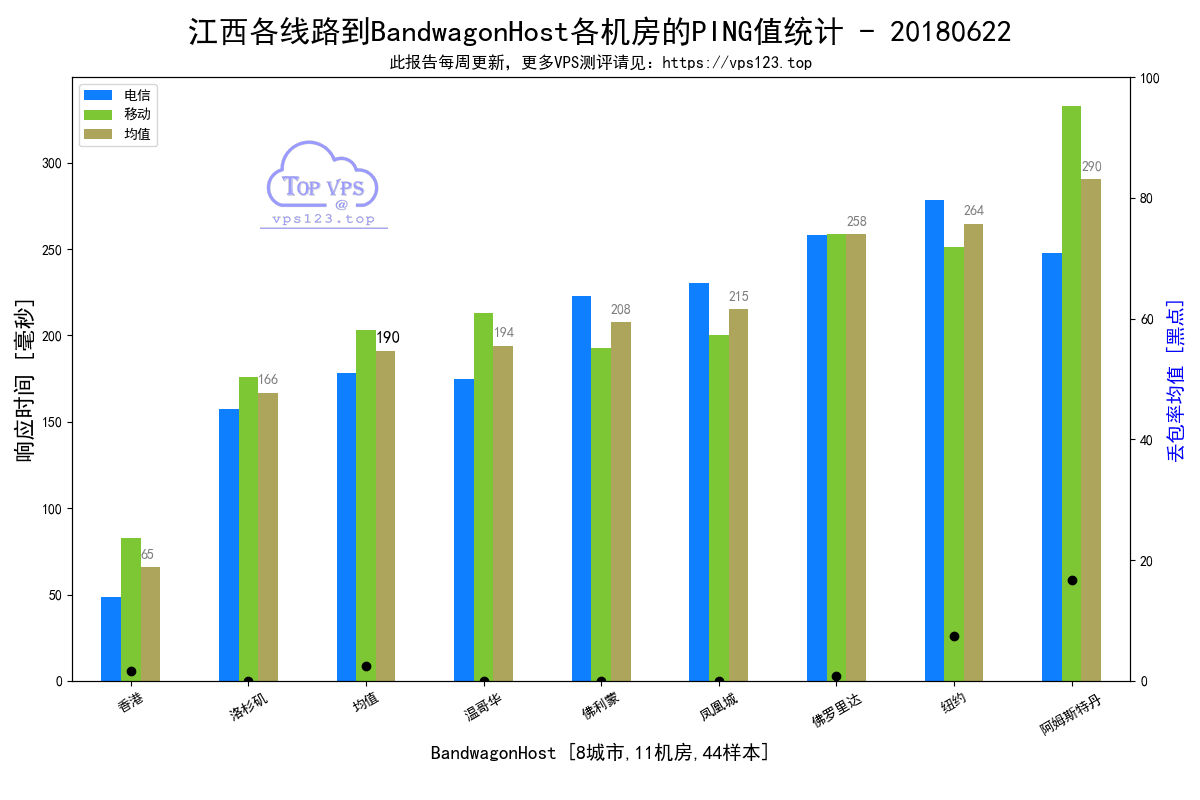 江西各线路到BandwagonHost各机房的PING值统计 - 20180622
此报告每周更新，更多VPS测评请见：https://vps123.top
电信
移动
均值
TOP VPS
@
vps123.top
响应时间 [毫秒]
300
250
200
150
100
50
0
65
166
190
194
208
215
258
264
290
100
80
60
40
20
0
丢包率均值 [黑点]
香港
洛杉矶
均值
温哥华
佛利蒙
凤凰城
佛罗里达
纽约
阿姆斯特丹
BandwagonHost [8城市,11机房,44样本]